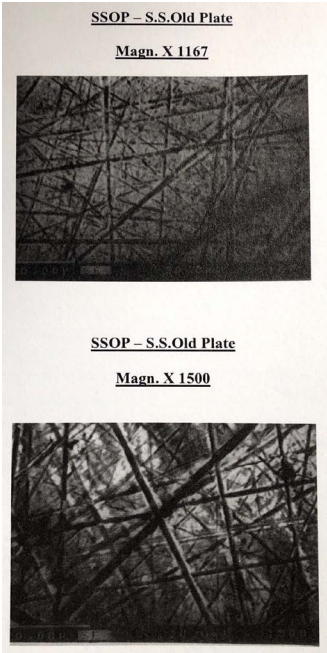 SSOP – S.S.Old Plate
Magn. X 1167
SSOP – S.S.Old Plate
Magn. X 1500